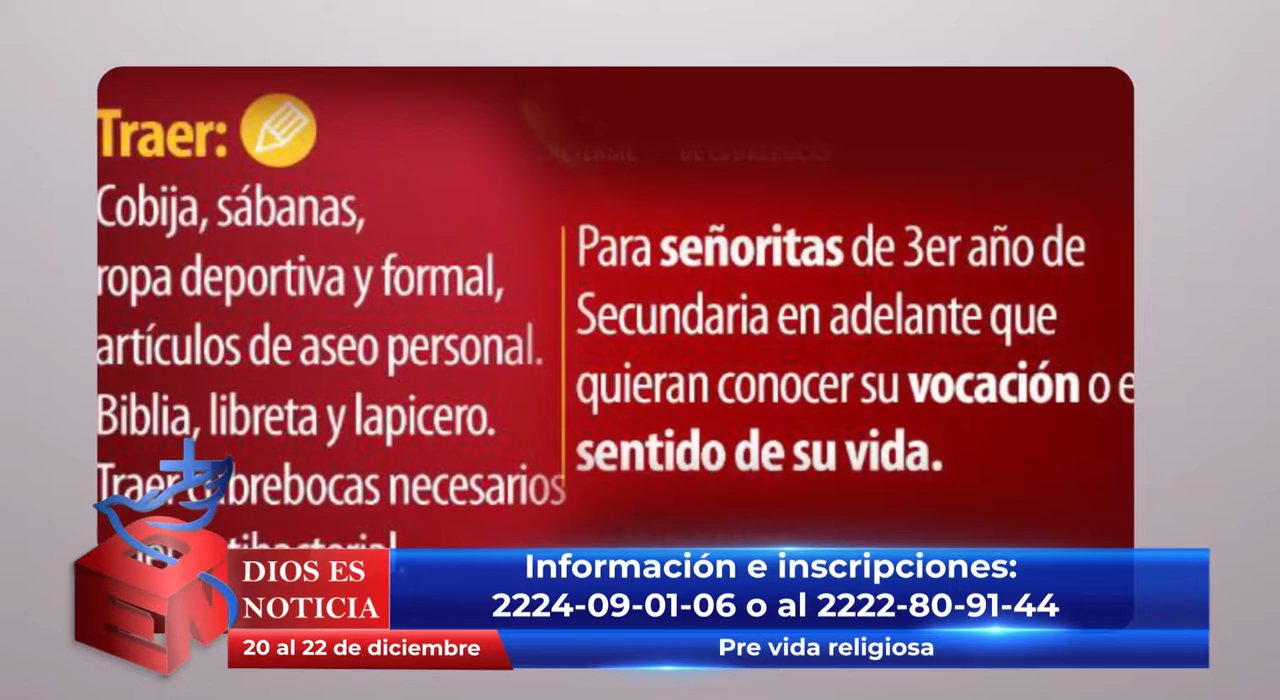 Traer:
Cobija, sábanas,
ropa deportiva y formal,
artículos de aseo personal.
Biblia, libreta y lapicero.
Traer cubrebocas necesarios
Para señoritas de 3er año de
Secundaria en adelante que
quieran conocer su vocación o e
sentido de su vida.
DIOS ES
NOTICIA
Información e inscripciones:
2224-09-01-06 o al 2222-80-91-44
20 al 22 de diciembre
Pre vida religiosa